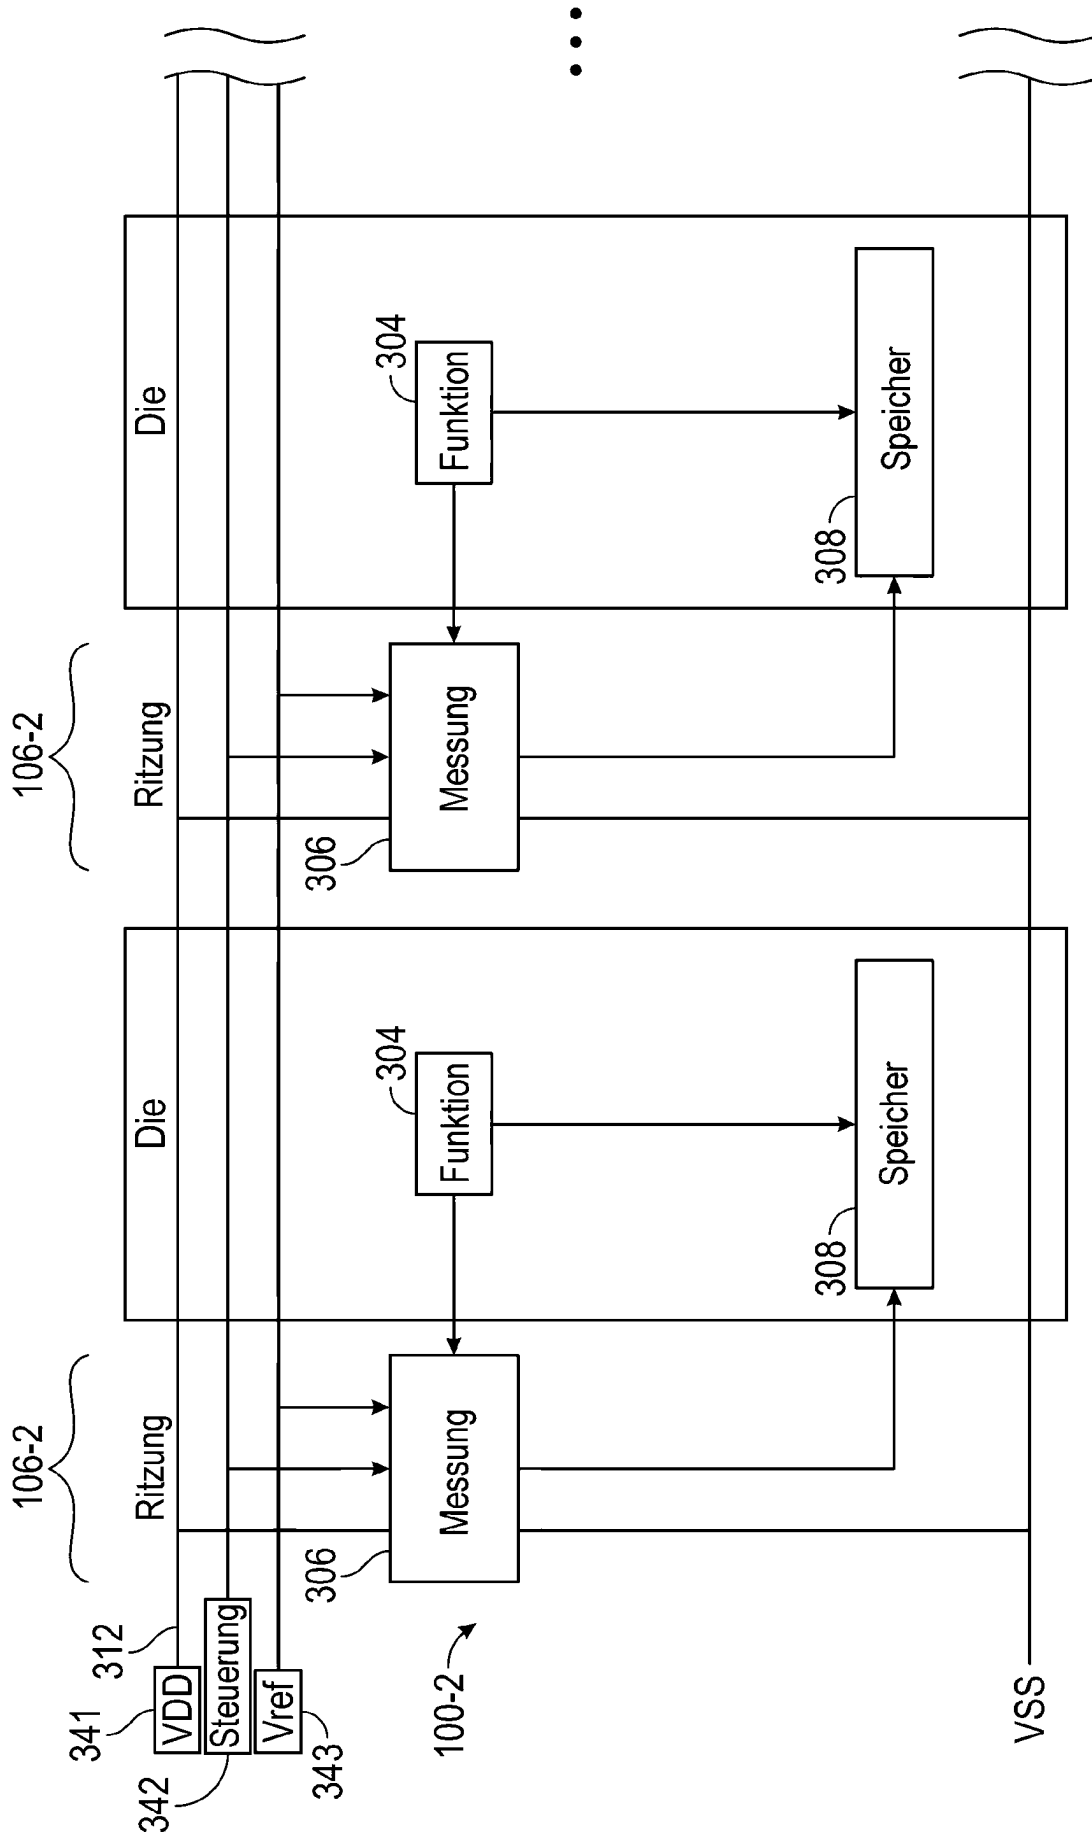 106-2
106-2
Ritzung
Die
Ritzung
Die
341
312
VDD
342
Steuerung
343
Vref
306
Messung
304
Funktion
306
Messung
304
Funktion
100-2
308
Speicher
308
Speicher
VSS